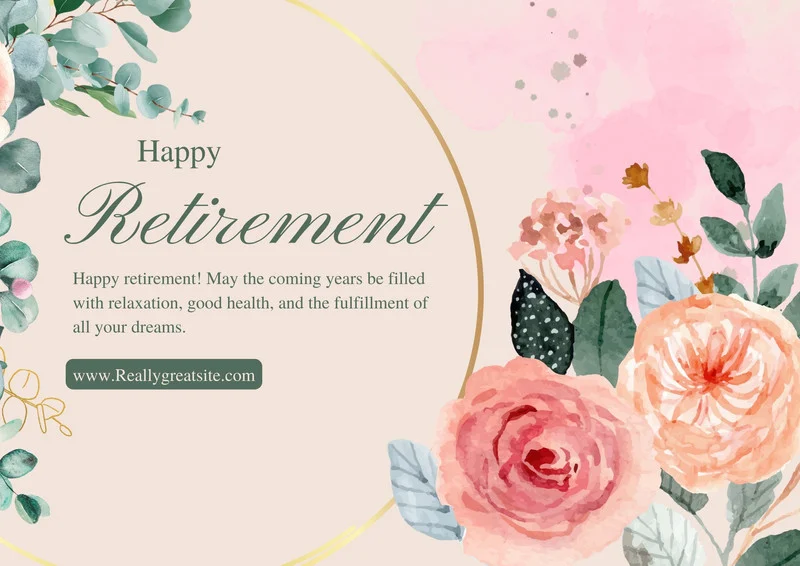 Happy
Retirement
Happy retirement! May the coming years be filled
with relaxation, good health, and the fulfillment of
all your dreams.
www.Reallygreatsite.com